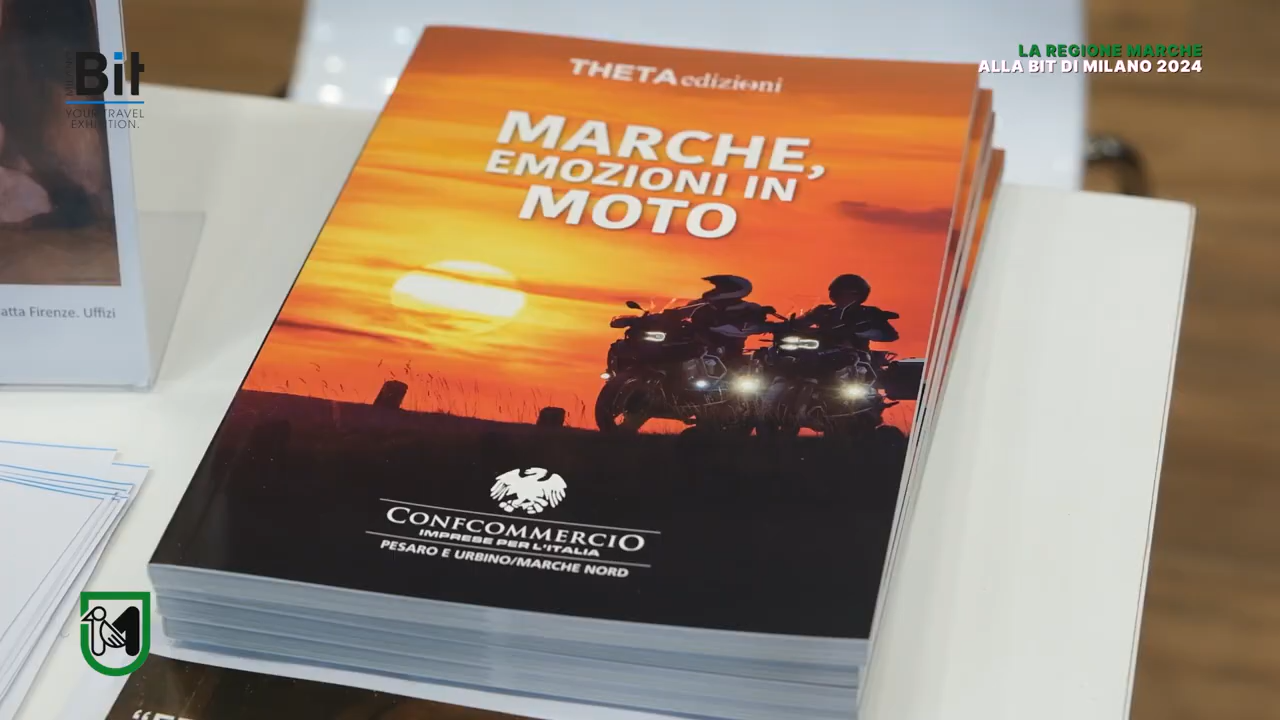 Bit
YOUR TRAVEL
EXHIBITION.
LA REGIONE MARCHE
ALLA BIT DI MILANO 2024
THETA edizioni
MARCHE,
EMOZIONI IN
MOTO
atta Firenze. Uffizi
CONFCOMMERCIO
IMPRESE PER L'ITALIA
PESARO E URBINO/MARCHE NORD